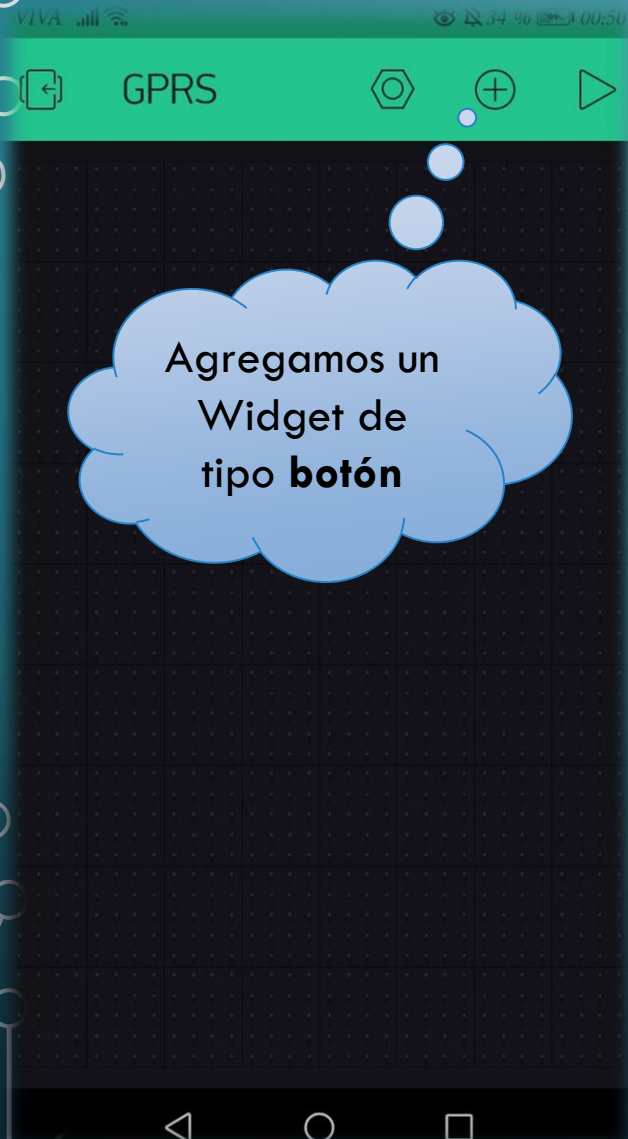 VIVA 34 % 00:50
GPRS
Agregamos un
Widget de
tipo botón